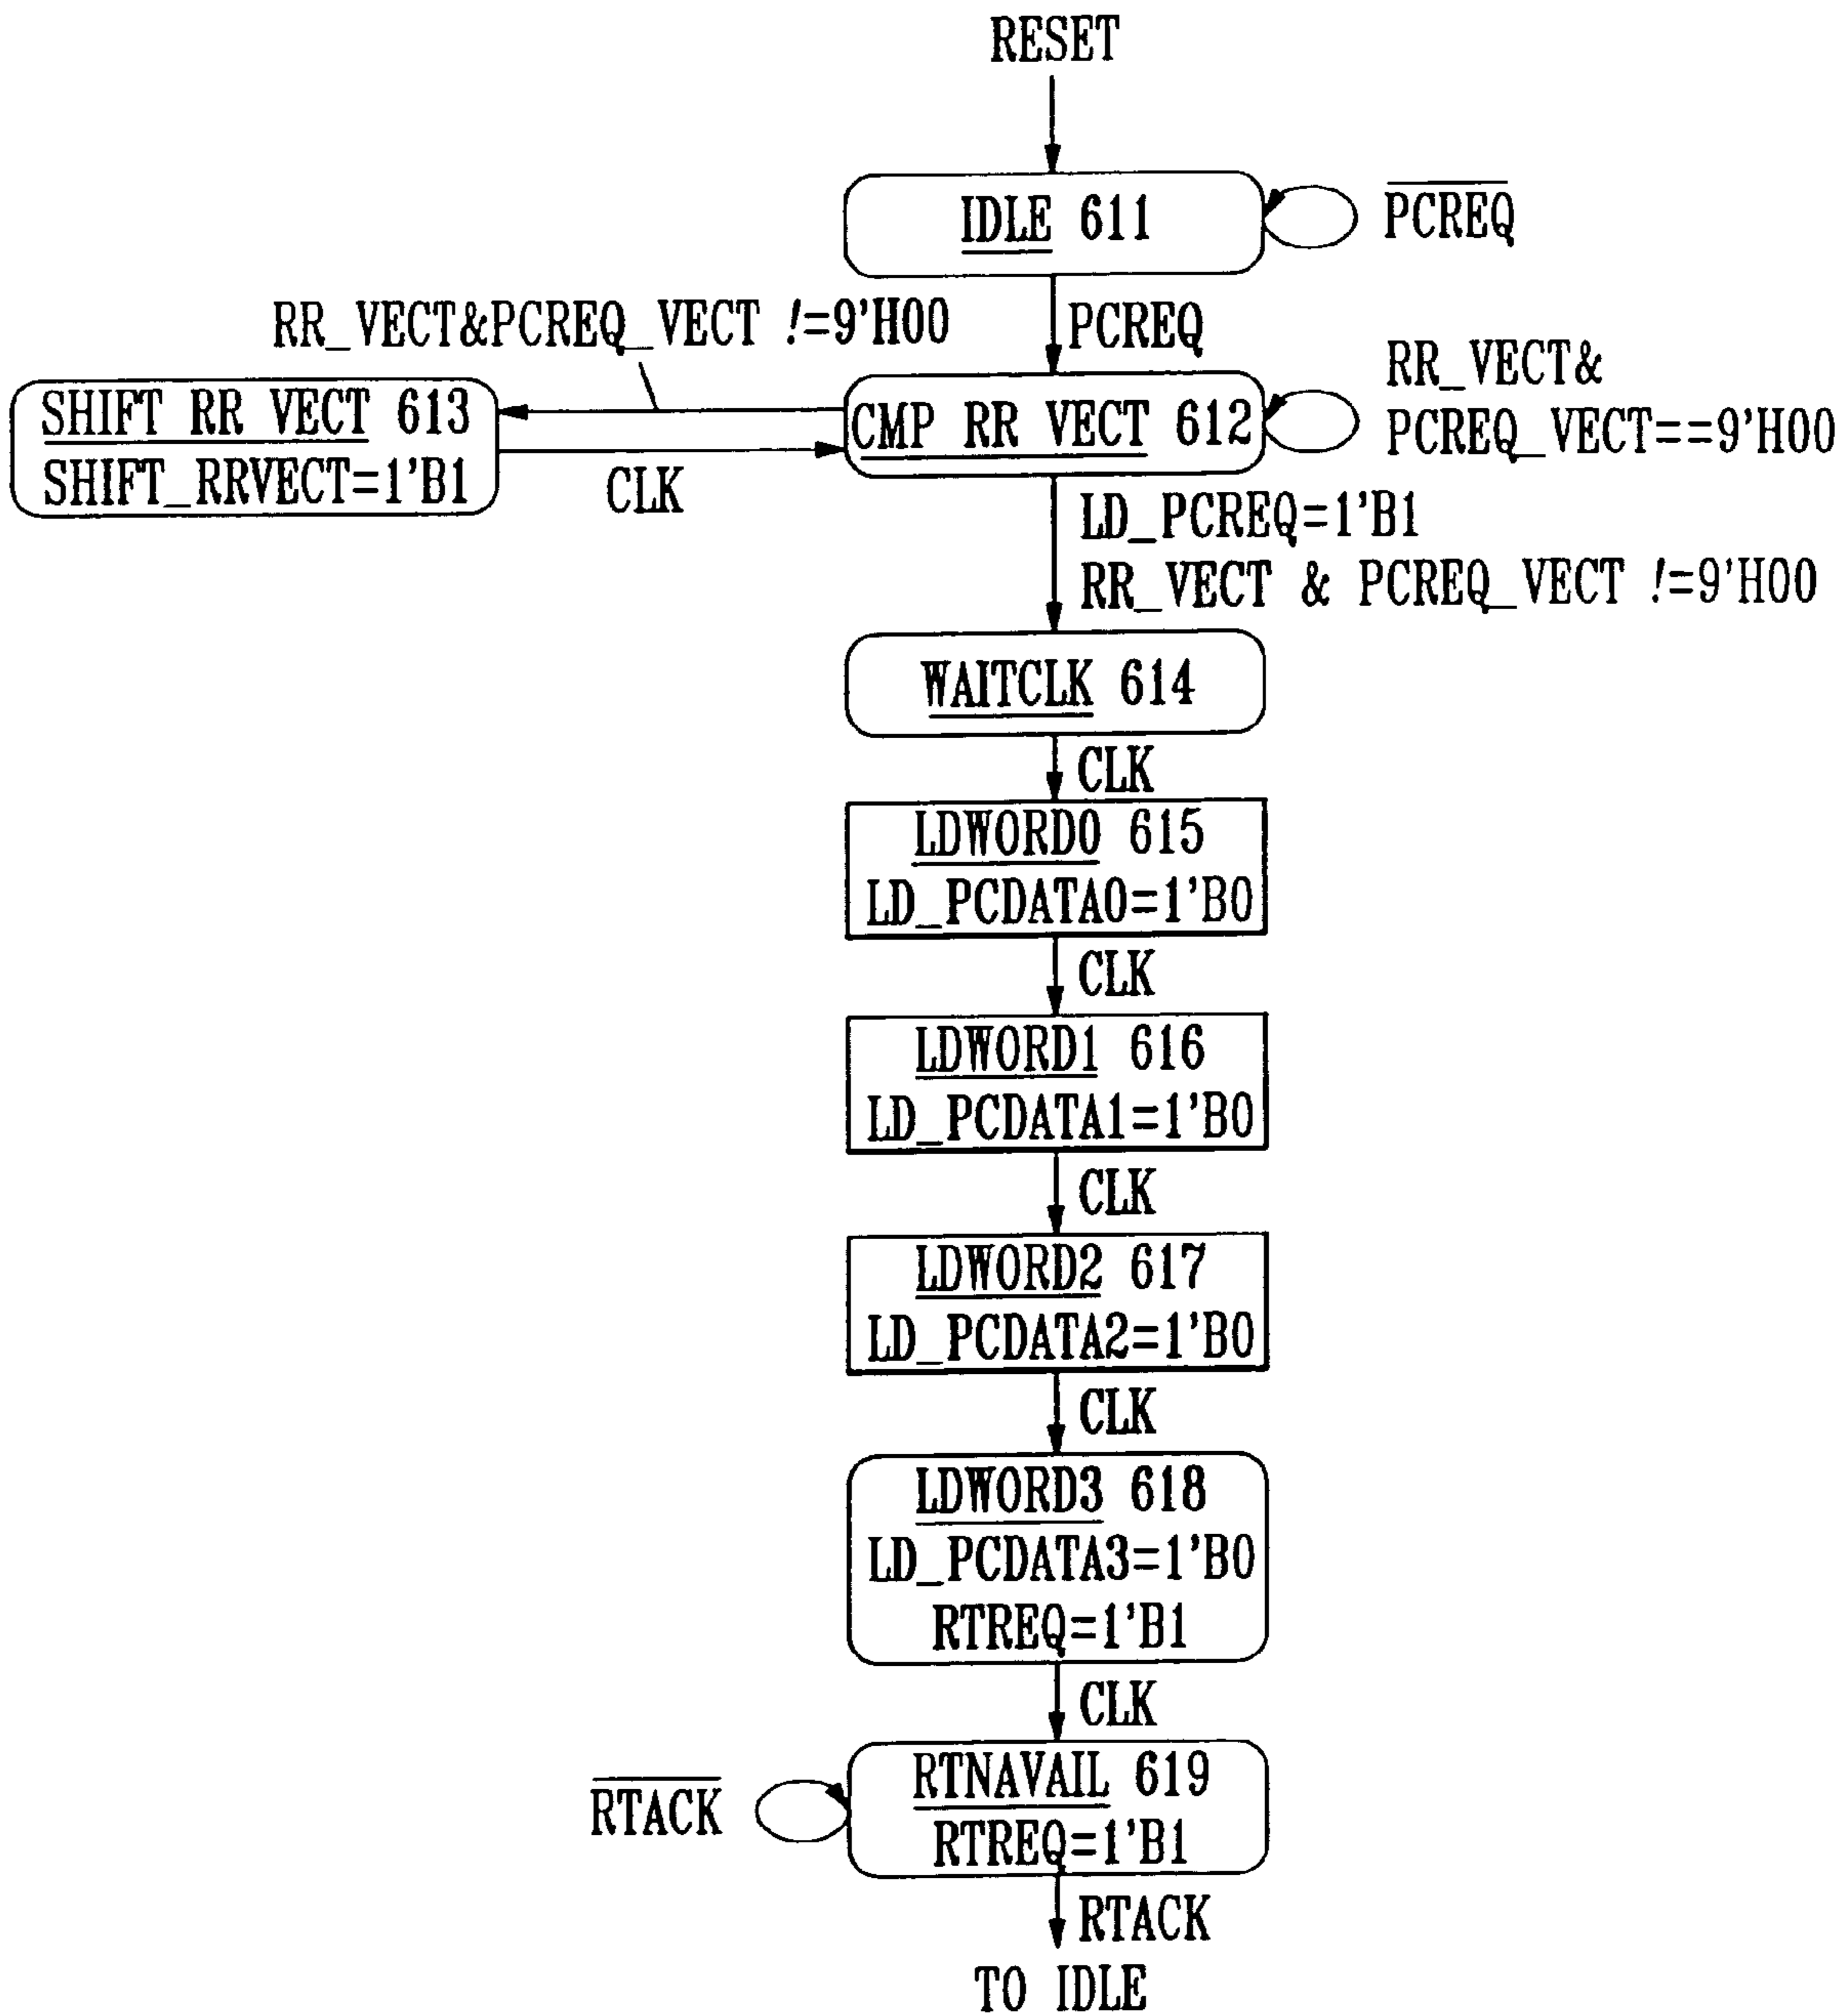 RESET
IDLE 611
PCREQ
PCREQ
RR_VECT&PCREQ_VECT !=9'H00
RR_VECT&
PCREQ_VECT==9'H00
SHIFT RR VECT 613
SHIFT_RRVECT=1'B1
CLK
CMP RR VECT 612
LD_PCREQ=1'B1
RR_VECT & PCREQ_VECT !=9'H00
WAITCLK 614
CLK
LDWORD0 615
LD_PCDATA0=1'B0
CLK
LDWORD1 616
LD_PCDATA1=1'B0
CLK
LDWORD2 617
LD_PCDATA2=1'B0
CLK
LDWORD3 618
LD_PCDATA3=1'B0
RTREQ=1'B1
CLK
RTNAVAIL 619
RTREQ=1'B1
RTACK
RTACK
TO IDLE